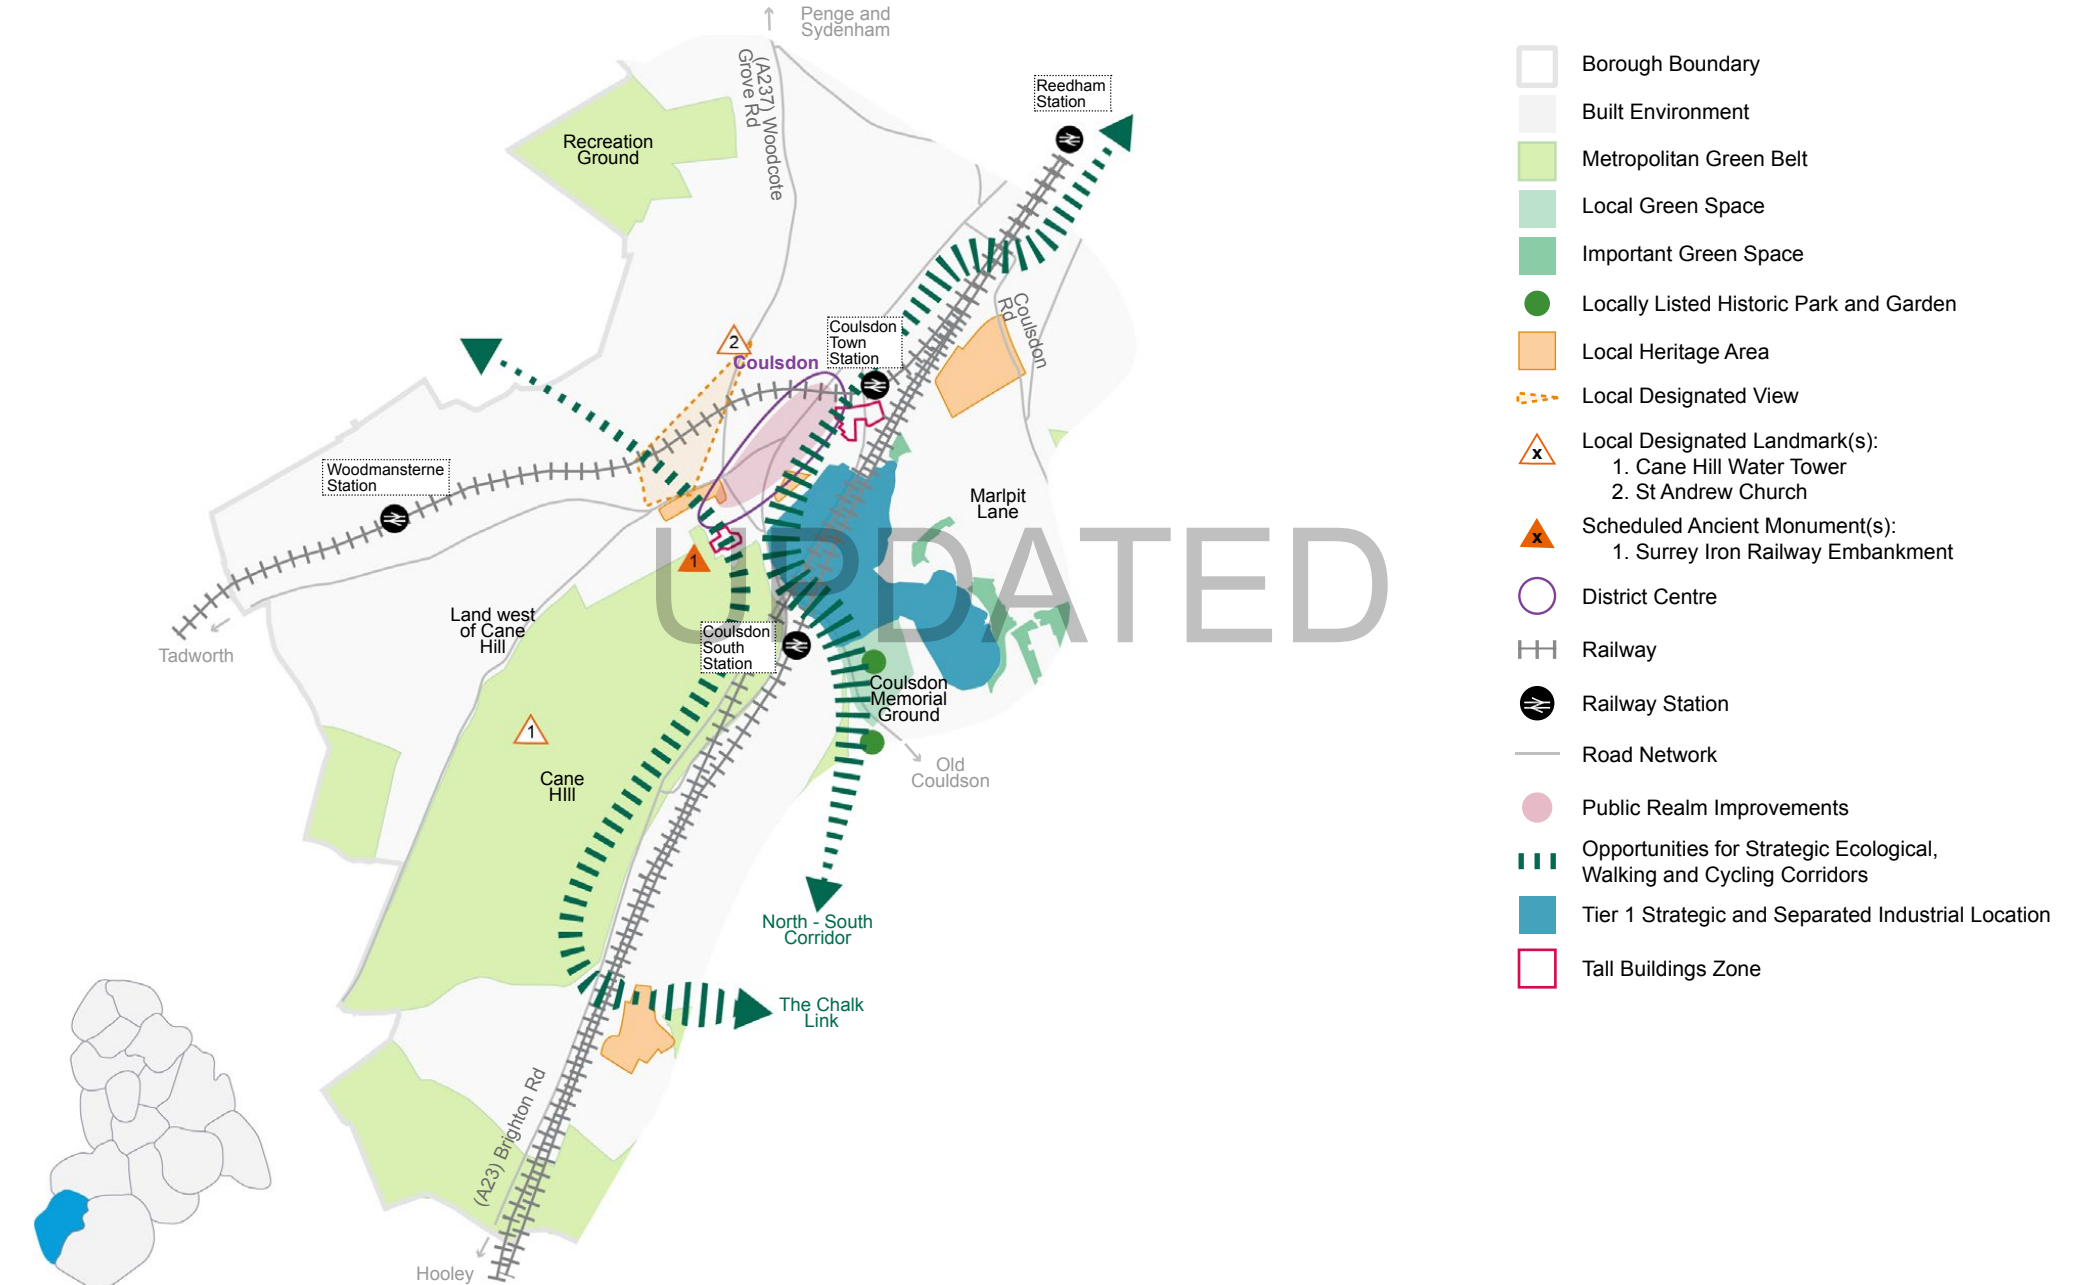 Penge and
Sydenham
(A237) Woodcote
Grove Rd
Reedham
Station
Recreation
Ground
Coulsdon
Rd
Coulsdon
Town
Station
2
Coulsdon
Woodmansterne
Station
Marlpit
Lane
UPDATED
1
Land west
of Cane
Hill
Coulsdon
South
Station
Tadworth
Coulsdon
Memorial
Ground
1
Cane
HIll
Old
Couldson
North - South
Corridor
The Chalk
Link
(A23) Brighton Rd
Hooley
Borough Boundary
Built Environment
Metropolitan Green Belt
Local Green Space
Important Green Space
Locally Listed Historic Park and Garden
Local Heritage Area
Local Designated View
x
Local Designated Landmark(s):
1. Cane Hill Water Tower
2. St Andrew Church
x
Scheduled Ancient Monument(s):
1. Surrey Iron Railway Embankment
District Centre
Railway
Railway Station
Road Network
Public Realm Improvements
Opportunities for Strategic Ecological,
Walking and Cycling Corridors
Tier 1 Strategic and Separated Industrial Location
Tall Buildings Zone